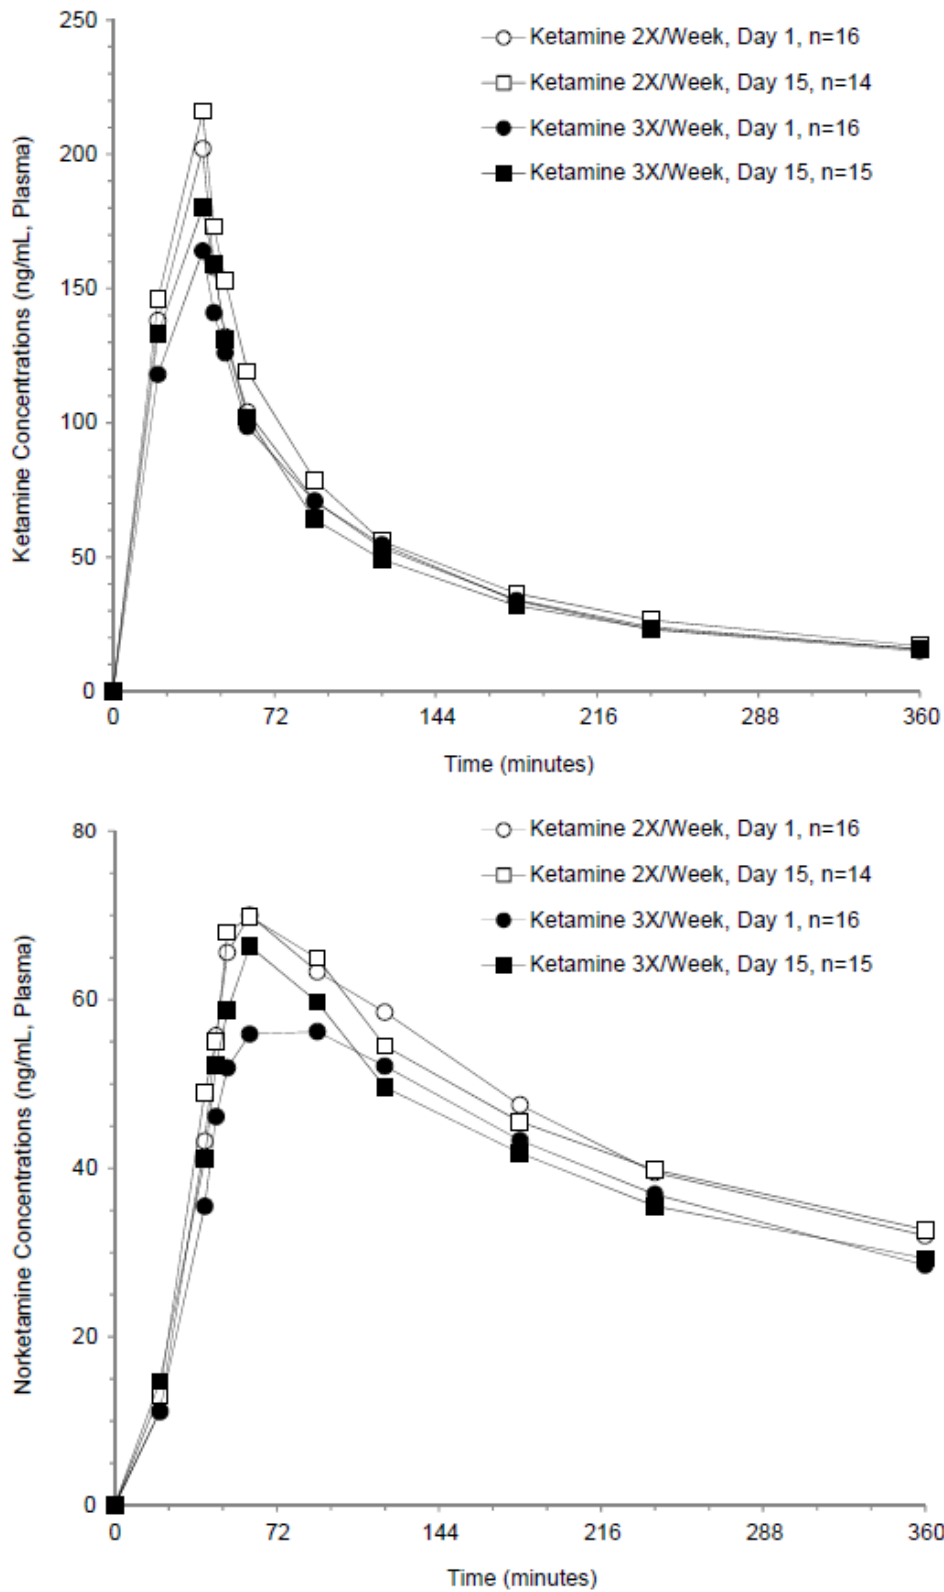 250
200
150
100
50
0
Ketamine Concentrations (ng/mL, Plasma)
Ketamine 2X/Week, Day 1, n=16
Ketamine 2X/Week, Day 15, n=14
Ketamine 3X/Week, Day 1, n=16
Ketamine 3X/Week, Day 15, n=15
0 72 144 216 288 360
Time (minutes)
80
60
40
20
0
Norketamine Concentrations (ng/mL, Plasma)
Ketamine 2X/Week, Day 1, n=16
Ketamine 2X/Week, Day 15, n=14
Ketamine 3X/Week, Day 1, n=16
Ketamine 3X/Week, Day 15, n=15
0 72 144 216 288 360
Time (minutes)